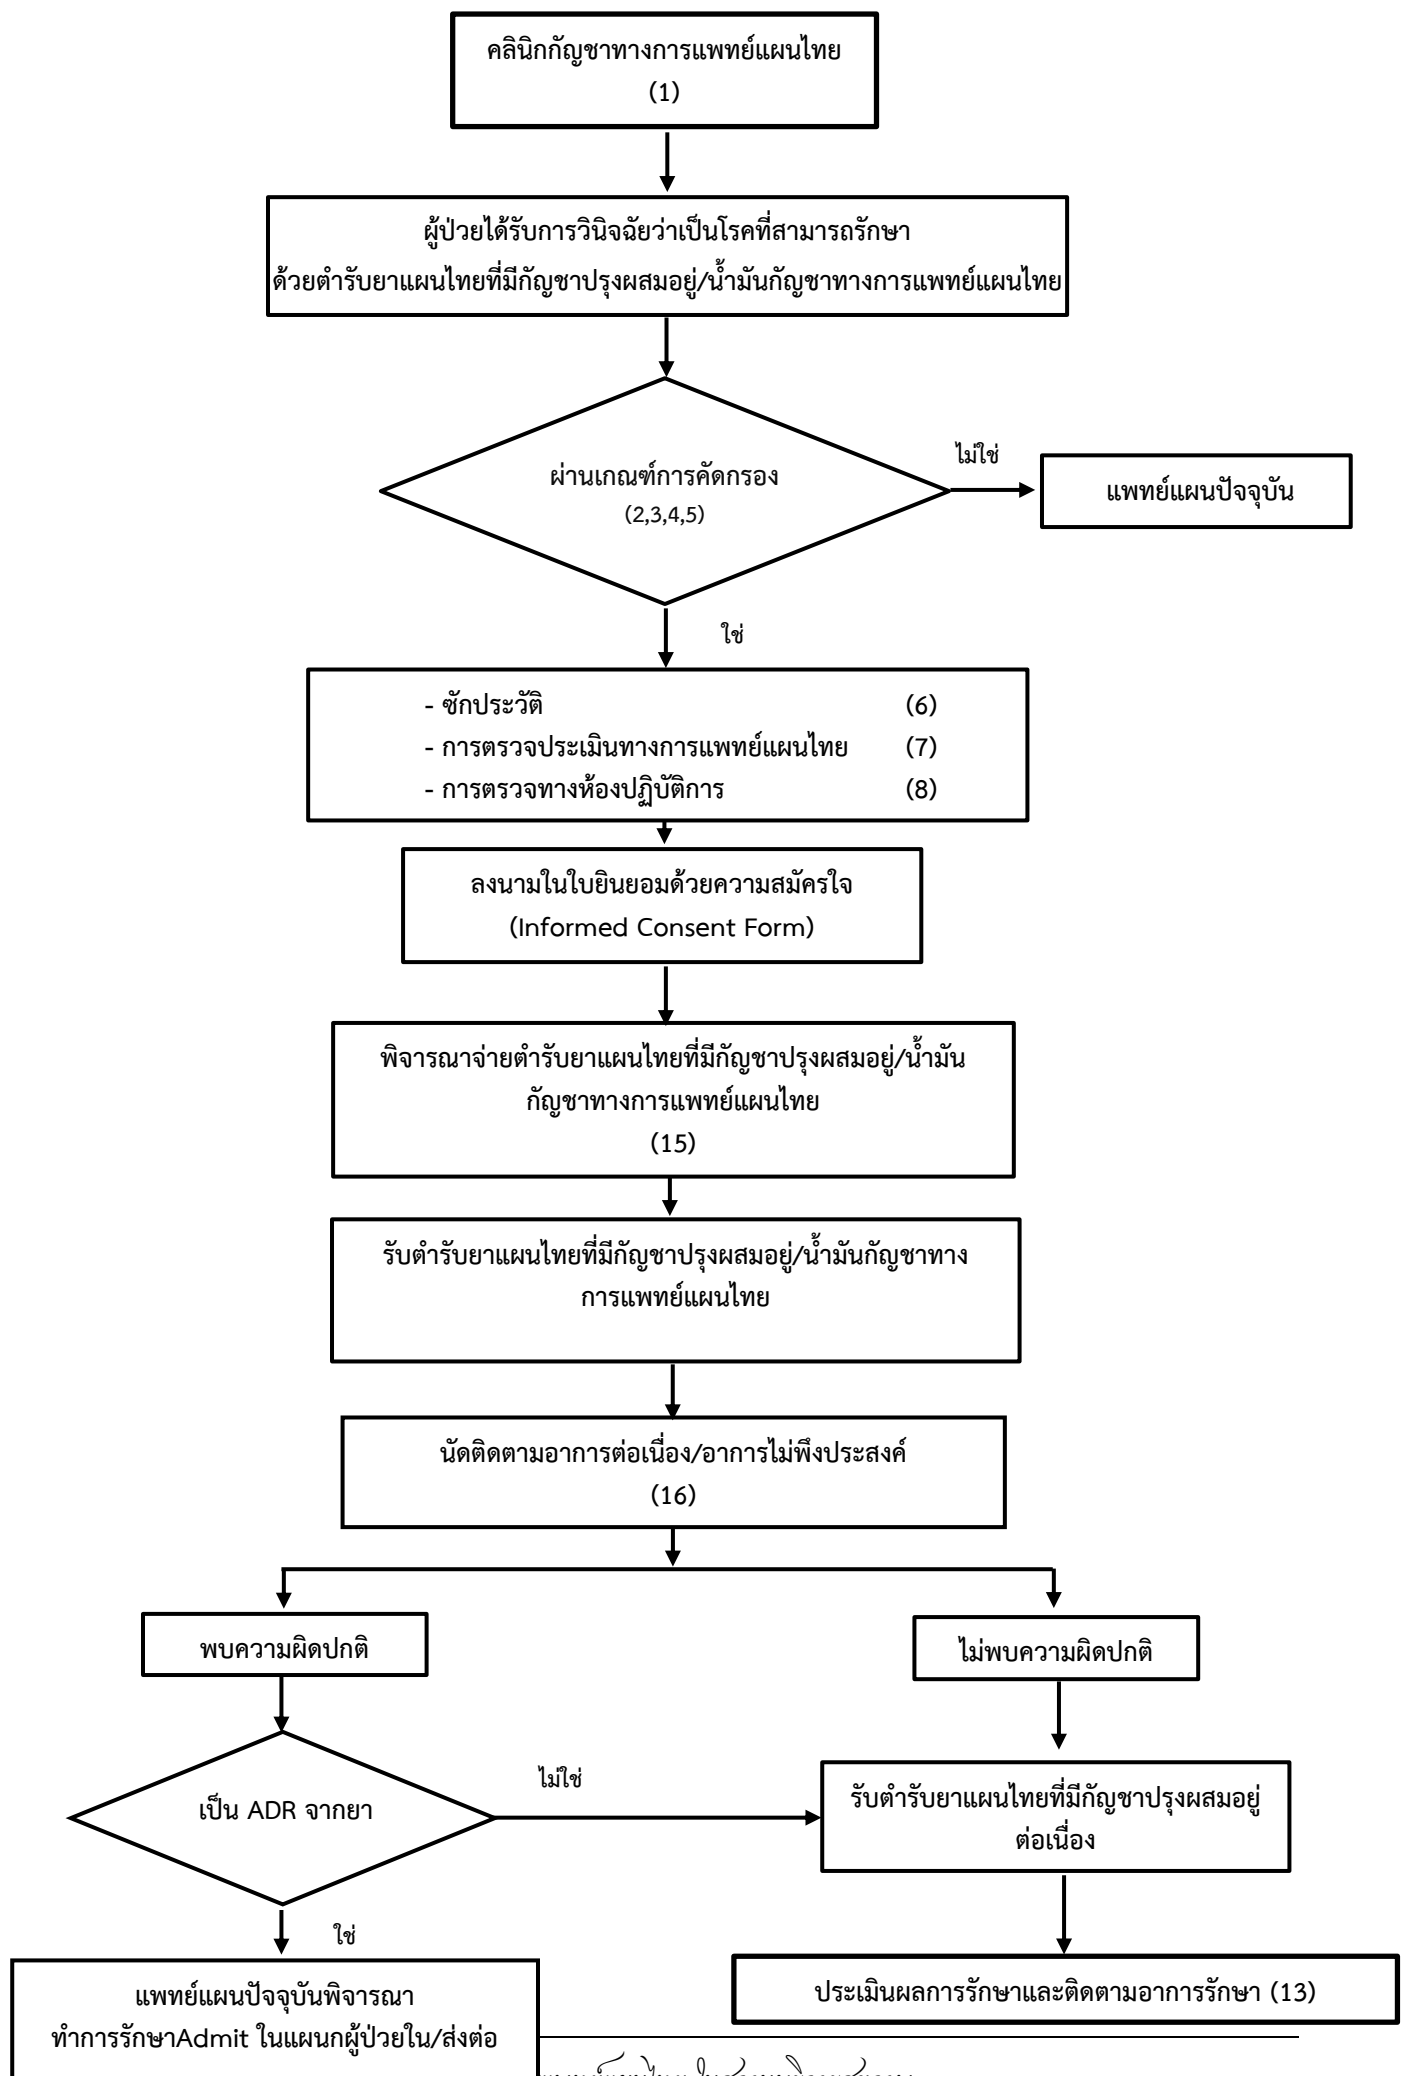 คลินิกกัญชาทางการแพทย์แผนไทย
(1)
ผู้ป่วยได้รับการวินิจฉัยว่าเป็นโรคที่สามารถรักษา
ด้วยตำรับยาแผนไทยที่มีกัญชาปรุงผสมอยู่/น้ำมันกัญชาทางการแพทย์แผนไทย
ผ่านเกณฑ์การคัดกรอง
(2,3,4,5)
ไม่ใช่
แพทย์แผนปัจจุบัน
ใช่
- ซักประวัติ (6)
- การตรวจประเมินทางการแพทย์แผนไทย (7)
- การตรวจทางห้องปฏิบัติการ (8)
ลงนามในใบยินยอมด้วยความสมัครใจ
(Informed Consent Form)
พิจารณาจ่ายตำรับยาแผนไทยที่มีกัญชาปรุงผสมอยู่/น้ำมัน
กัญชาทางการแพทย์แผนไทย
(15)
รับตำรับยาแผนไทยที่มีกัญชาปรุงผสมอยู่/น้ำมันกัญชาทาง
การแพทย์แผนไทย
นัดติดตามอาการต่อเนื่อง/อาการไม่พึงประสงค์
(16)
พบความผิดปกติ
ไม่พบความผิดปกติ
เป็น ADR จากยา
ไม่ใช่
รับตำรับยาแผนไทยที่มีกัญชาปรุงผสมอยู่
ต่อเนื่อง
ใช่
แพทย์แผนปัจจุบันพิจารณา
ทำการรักษาAdmit ในแผนกผู้ป่วยใน/ส่งต่อ
ประเมินผลการรักษาและติดตามอาการรักษา (13)